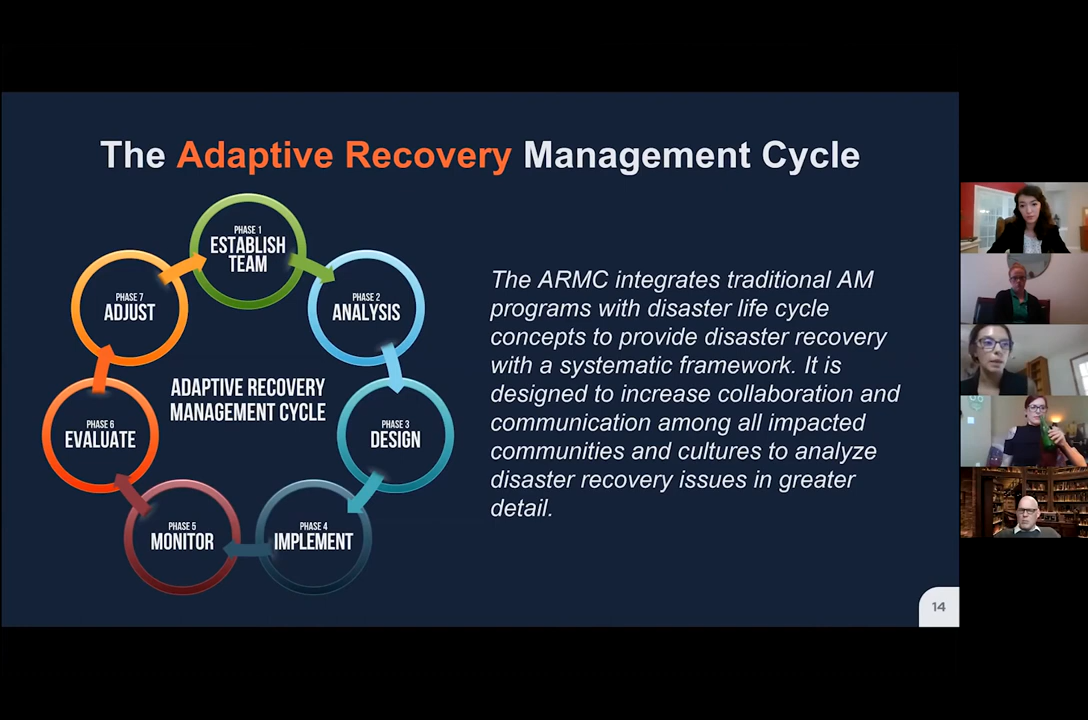 The Adaptive Recovery Management Cycle
PHASE 1
ESTABLISH
TEAM
PHASE 2
ANALYSIS
PHASE 3
DESIGN
PHASE 4
IMPLEMENT
PHASE 5
MONITOR
PHASE 6
EVALUATE
PHASE 7
ADJUST
ADAPTIVE RECOVERY
MANAGEMENT CYCLE
The ARMC integrates traditional AM
programs with disaster life cycle
concepts to provide disaster recovery
with a systematic framework. It is
designed to increase collaboration and
communication among all impacted
communities and cultures to analyze
disaster recovery issues in greater
detail.
14